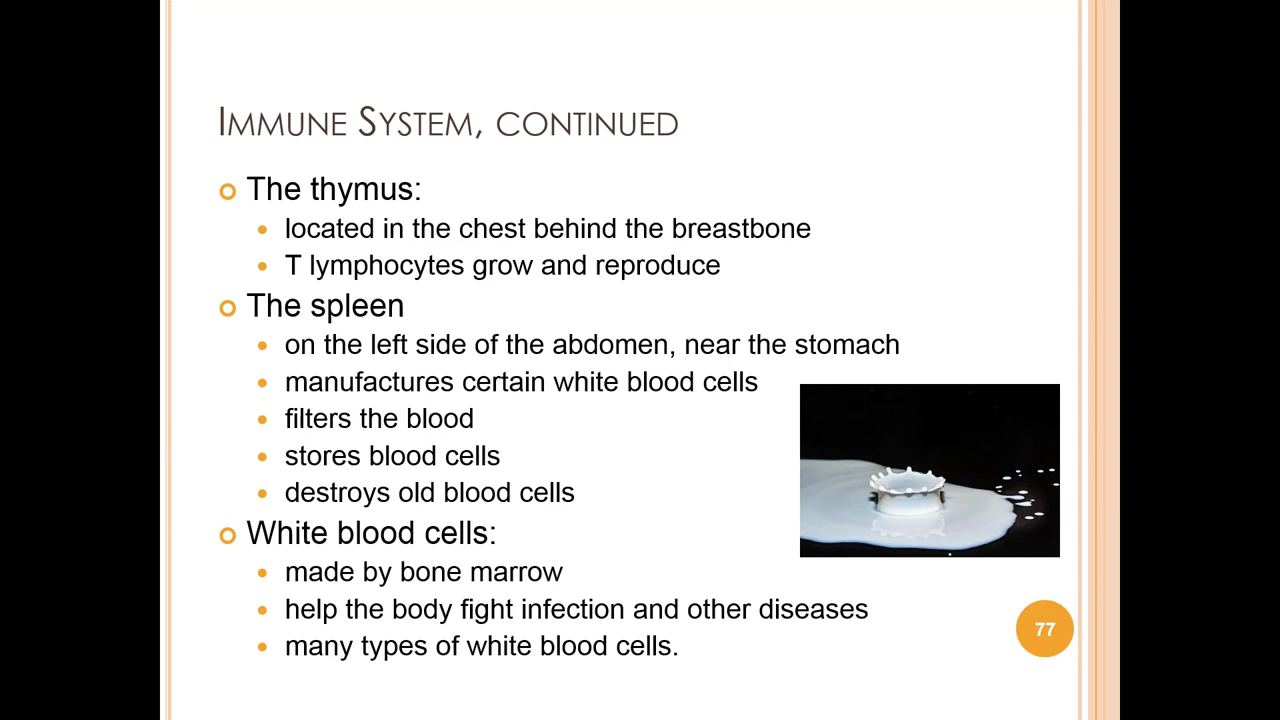 Immune System, continued
The thymus:
located in the chest behind the breastbone
T lymphocytes grow and reproduce
The spleen
on the left side of the abdomen, near the stomach
manufactures certain white blood cells
filters the blood
stores blood cells
destroys old blood cells
White blood cells:
made by bone marrow
help the body fight infection and other diseases
many types of white blood cells.
77